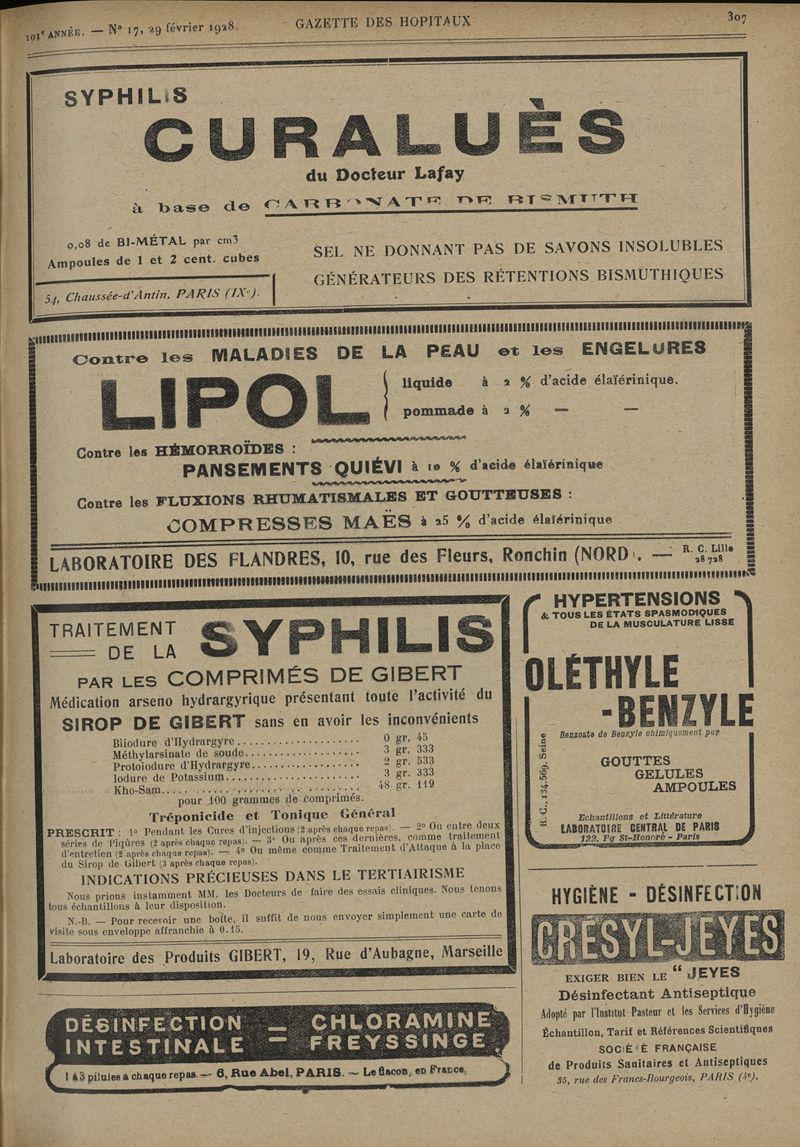 101e ANNÉE. — N° 17, 29 février 1928.
GAZETTE DES HOPITAUX
307
SYPHILIS
CURALUÈS
du Docteur Lafay
à base de CARBONATE DE BISMUTH
0,08 de BI-MÉTAL par cm3
Ampoules de 1 et 2 cent. cubes
54, Chaussée-d'Antin, PARIS (IXe).
SEL NE DONNANT PAS DE SAVONS INSOLUBLES
GÉNÉRATEURS DES RÉTENTIONS BISMUTHIQUES
Contre les MALADIES DE LA PEAU et les ENGELURES
LIPOL
liquide à 2 % d'acide élaïérinique.
pommade à 2 % — —
Contre les HÉMORROÏDES :
PANSEMENTS QUIÉVI à 10 % d'acide élaïérinique
Contre les FLUXIONS RHUMATISMALES ET GOUTTEUSES :
COMPRESSES MAËS à 25 % d'acide élaïérinique
LABORATOIRE DES FLANDRES, 10, rue des Fleurs, Ronchin (NORD). — R. C. Lille
28 728
TRAITEMENT
DE LA
SYPHILIS
PAR LES COMPRIMÉS DE GIBERT
Médication arseno hydrargyrique présentant toute l'activité du
SIROP DE GIBERT sans en avoir les inconvénients
Biiodure d'Hydrargyre.................... 0 gr, 45
Méthylarsinate de soude.................... 3 gr. 333
Protoiodure d'Hydrargyre.................... 2 gr. 533
Iodure de Potassium.................... 3 gr. 333
Kho-Sam.................... 48 gr. 119
pour 100 grammes de comprimés.
Tréponicide et Tonique Général
PRESCRIT : 1° Pendant les Cures d'injections (2 après chaque repas). — 2° Ou entre deux
séries de Piqûres (2 après chaque repas). — 3° Ou après ces dernières, comme traitement
d'entretien (2 après chaque repas). — 4° Ou même comme Traitement d'Attaque à la place
du Sirop de Gibert (3 après chaque repas).
INDICATIONS PRÉCIEUSES DANS LE TERTIAIRISME
Nous prions instamment MM. les Docteurs de faire des essais cliniques. Nous tenons
tous échantillons à leur disposition.
N.-B. — Pour recevoir une boîte, il suffit de nous envoyer simplement une carte de
visite sous enveloppe affranchie à 0.15.
Laboratoire des Produits GIBERT, 19, Rue d'Aubagne, Marseille
DÉSINFECTION = CHLORAMINE
INTESTINALE = FREYSSINGE
1 à 3 pilules à chaque repas. — 6, Rue Abel, PARIS. — Le flacon, en France,
HYPERTENSIONS
& TOUS LES ÉTATS SPASMODIQUES
DE LA MUSCULATURE LISSE
OLÉTHYLE
-BENZYLE
Benzoate de Benzyle chimiquement pur
GOUTTES
GELULES
AMPOULES
R. C., 134.569, Seine
Echantillons et Littérature
LABORATOIRE CENTRAL DE PARIS
122, Fg St-Honoré - Paris
HYGIÈNE - DÉSINFECTION
CRÉSYL-JEYES
EXIGER BIEN LE “ JEYES
Désinfectant Antiseptique
Adopté par l'Institut Pasteur et les Services d'Hygiène
Échantillon, Tarif et Références Scientifiques
SOCIÉTÉ FRANÇAISE
de Produits Sanitaires et Antiseptiques
35, rue des Francs-Bourgeois, PARIS (4e).